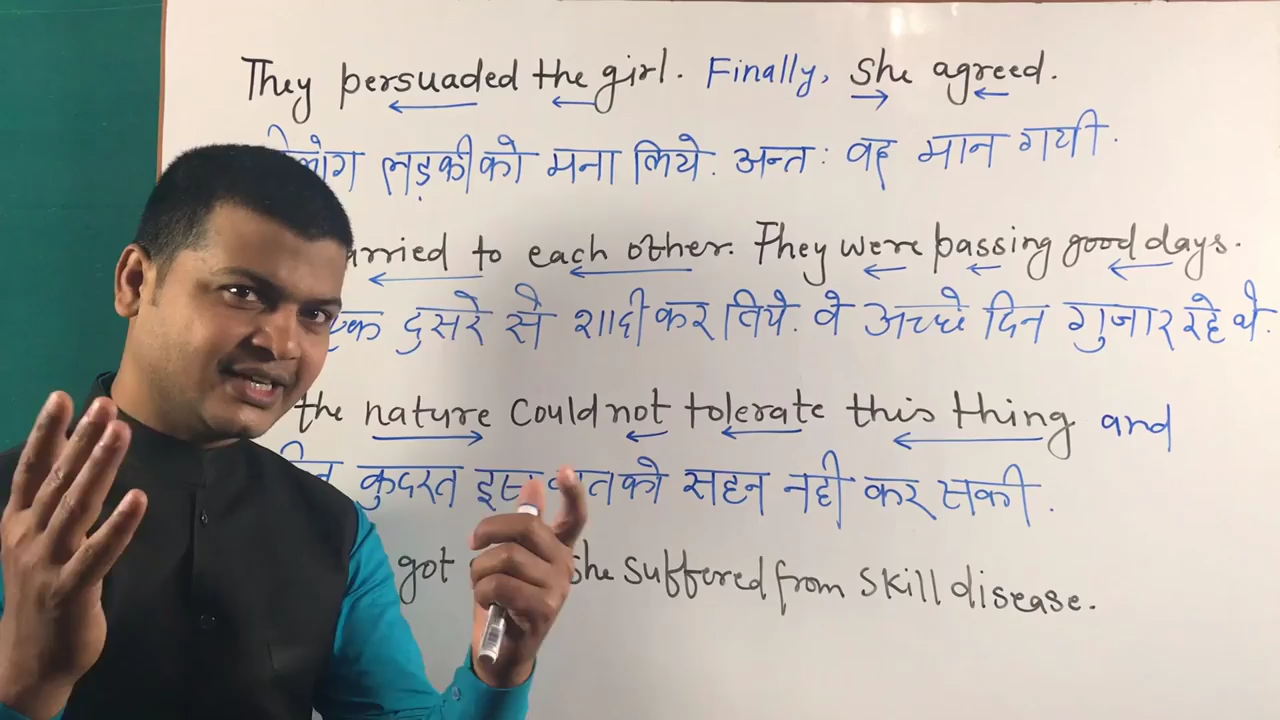 They persuaded the girl. Finally, she agreed.
लड़की को मना लिये. अन्त: वह मान गयी.
to each other. They were passing good days.
एक दुसरे से शादी कर लिये. वे अच्छे दिन गुजार रहे थे.
the nature could not tolerate this thing and
कुदरत को सहन नही कर सकी.
got she suffered from skill disease.